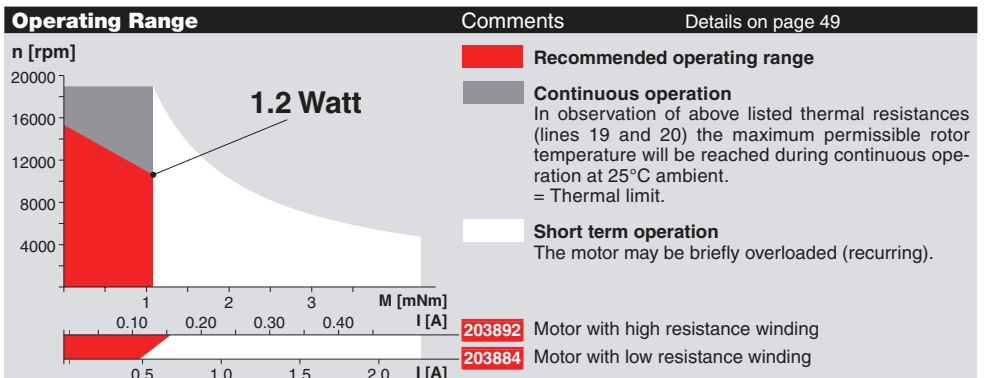 Operating Range
Comments
Details on page 49
n [rpm]
20000
16000
12000
8000
4000
1.2 Watt
1 2 3 M [mNm]
0.10 0.20 0.30 0.40 I [A]
0.5 1.0 1.5 2.0 I [A]
Recommended operating range
Continuous operation
In observation of above listed thermal resistances
(lines 19 and 20) the maximum permissible rotor
temperature will be reached during continuous ope-
ration at 25°C ambient.
= Thermal limit.
Short term operation
The motor may be briefly overloaded (recurring).
203892 Motor with high resistance winding
203884 Motor with low resistance winding